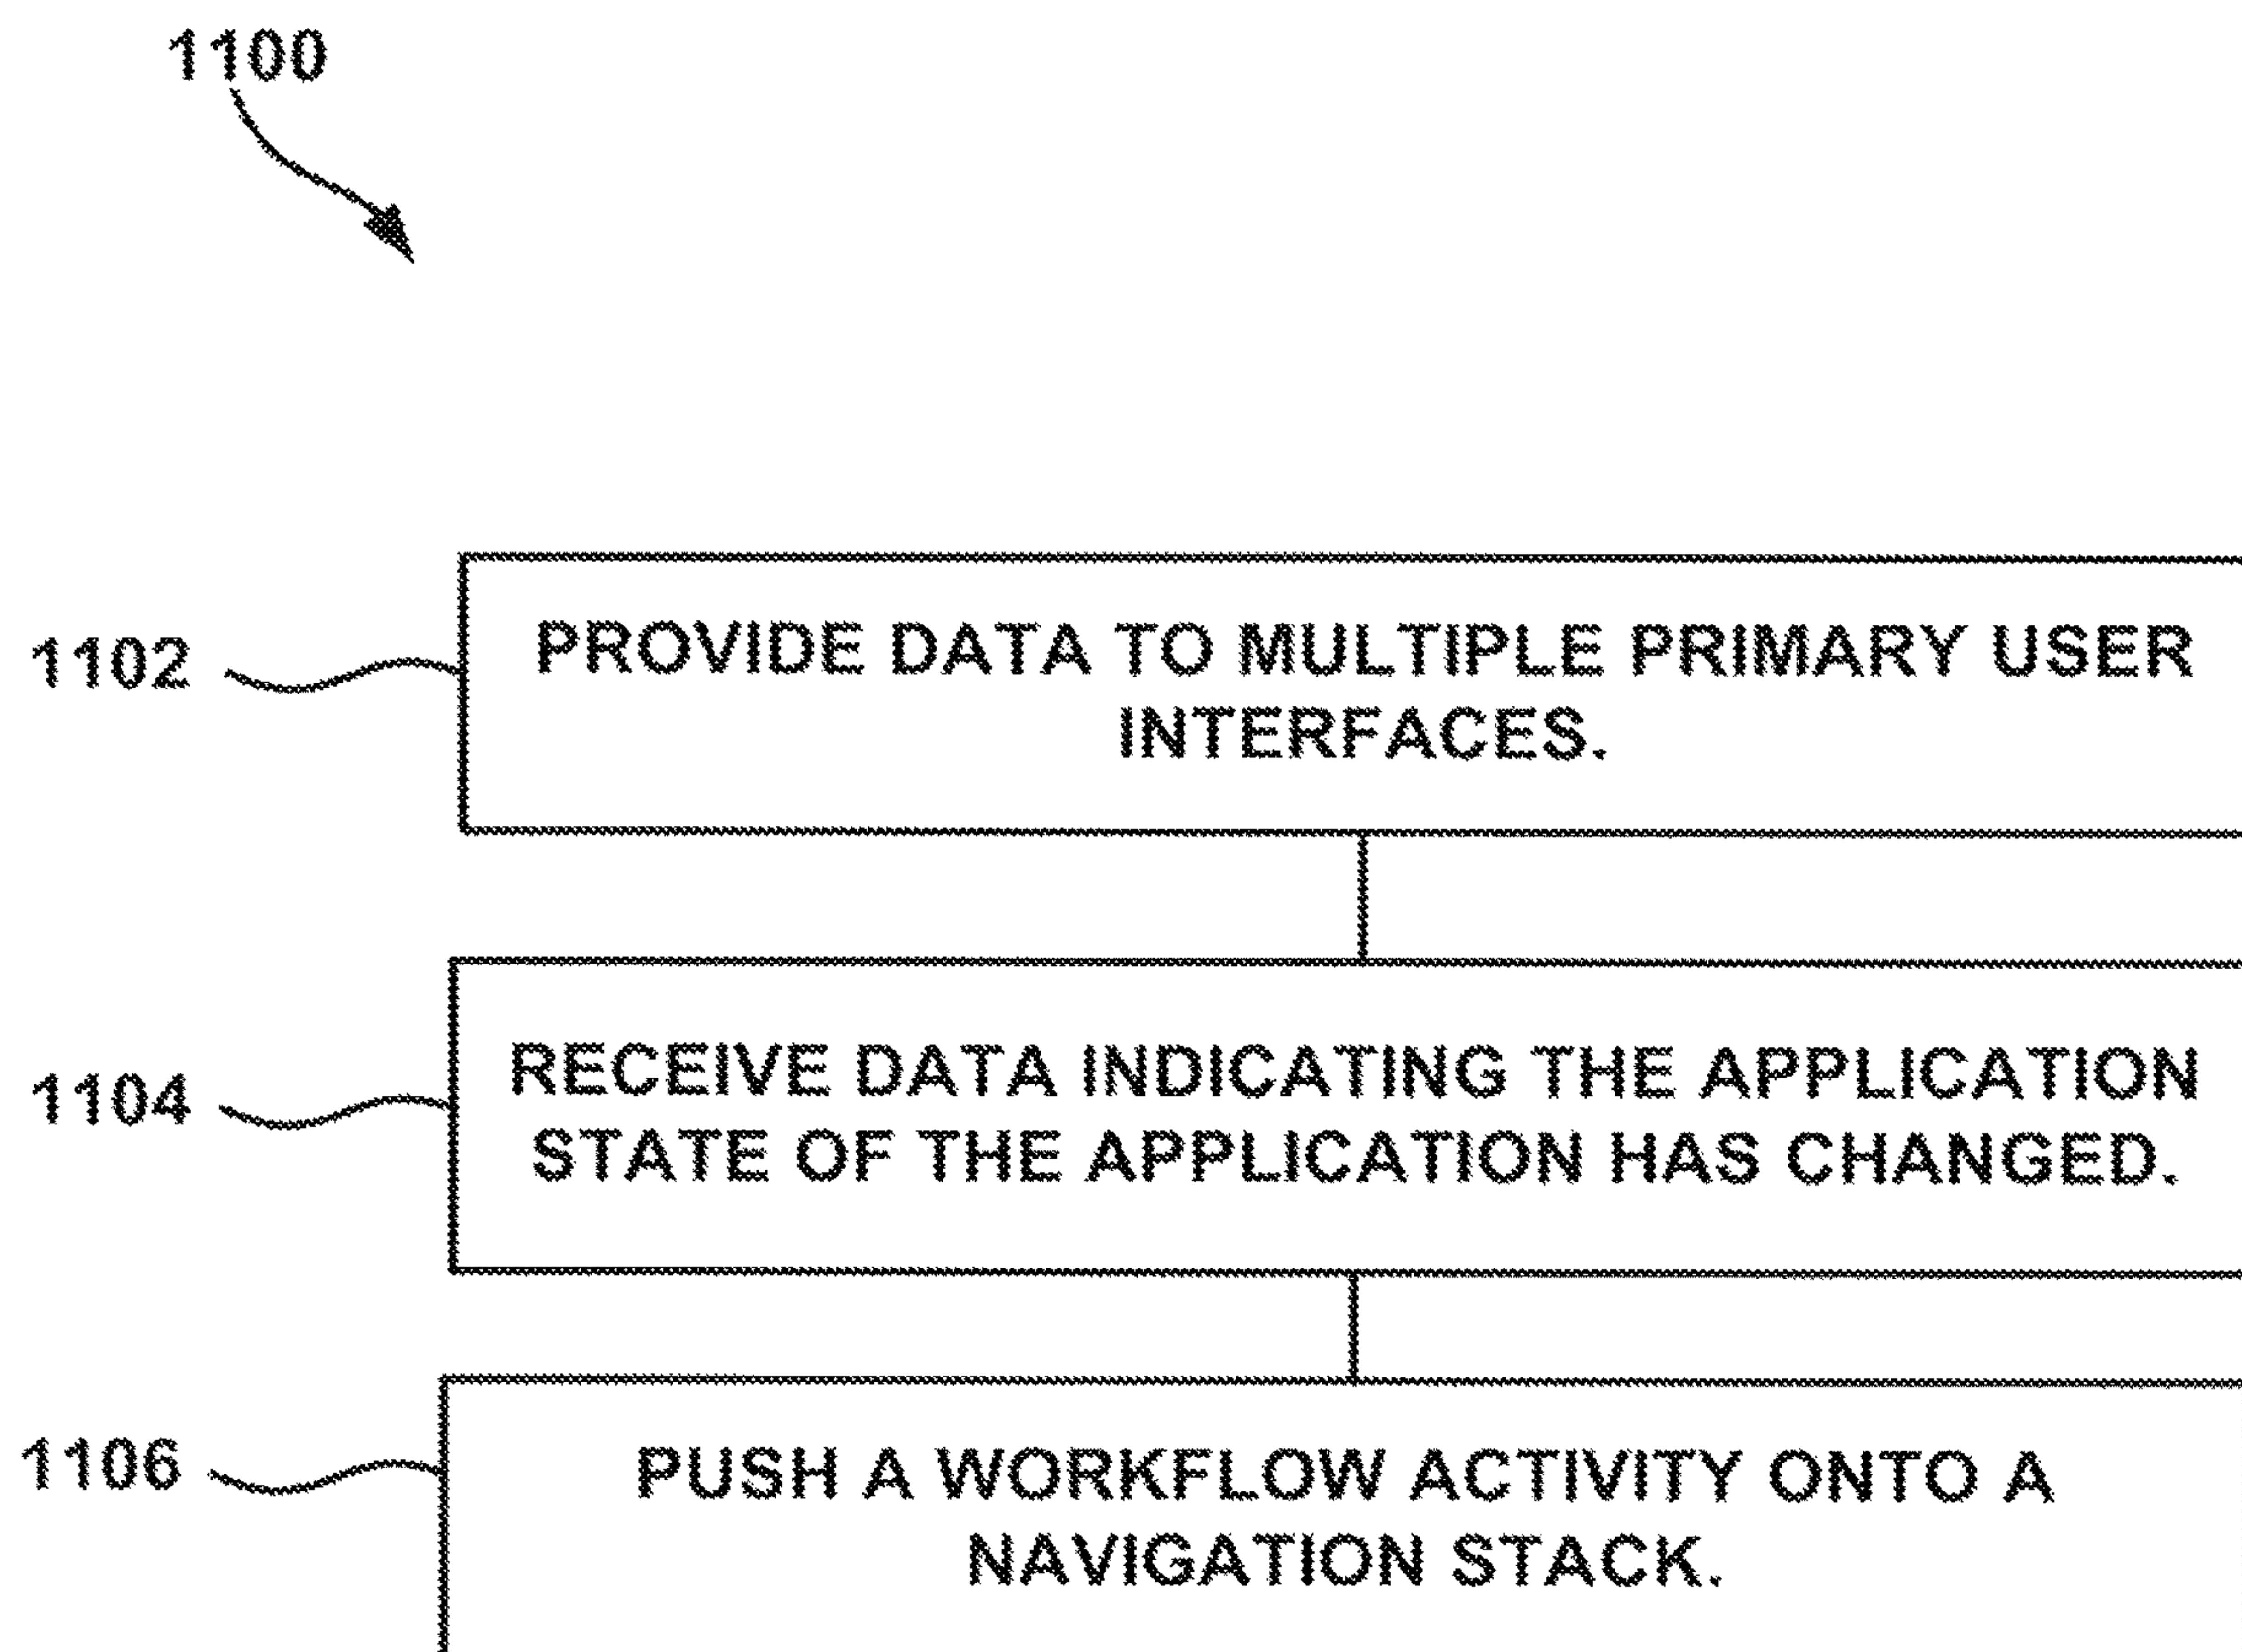 1100
1102
PROVIDE DATA TO MULTIPLE PRIMARY USER
INTERFACES.
1104
RECEIVE DATA INDICATING THE APPLICATION
STATE OF THE APPLICATION HAS CHANGED.
1106
PUSH A WORKFLOW ACTIVITY ONTO A
NAVIGATION STACK.